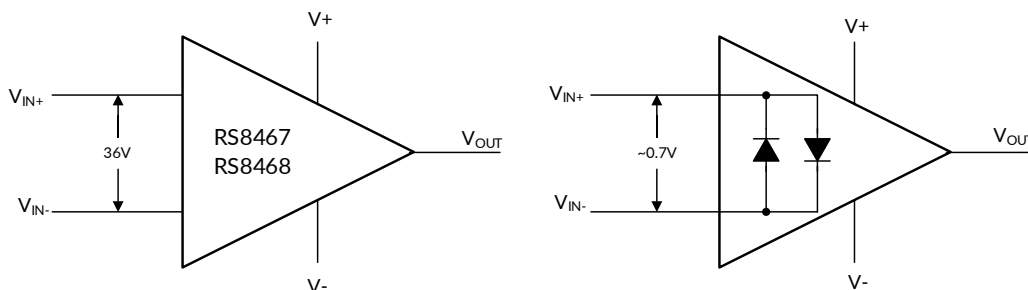 V+
VIN+
36V
RS8467
RS8468
VOUT
VIN-
V-
V+
VIN+
~0.7V
VOUT
VIN-
V-